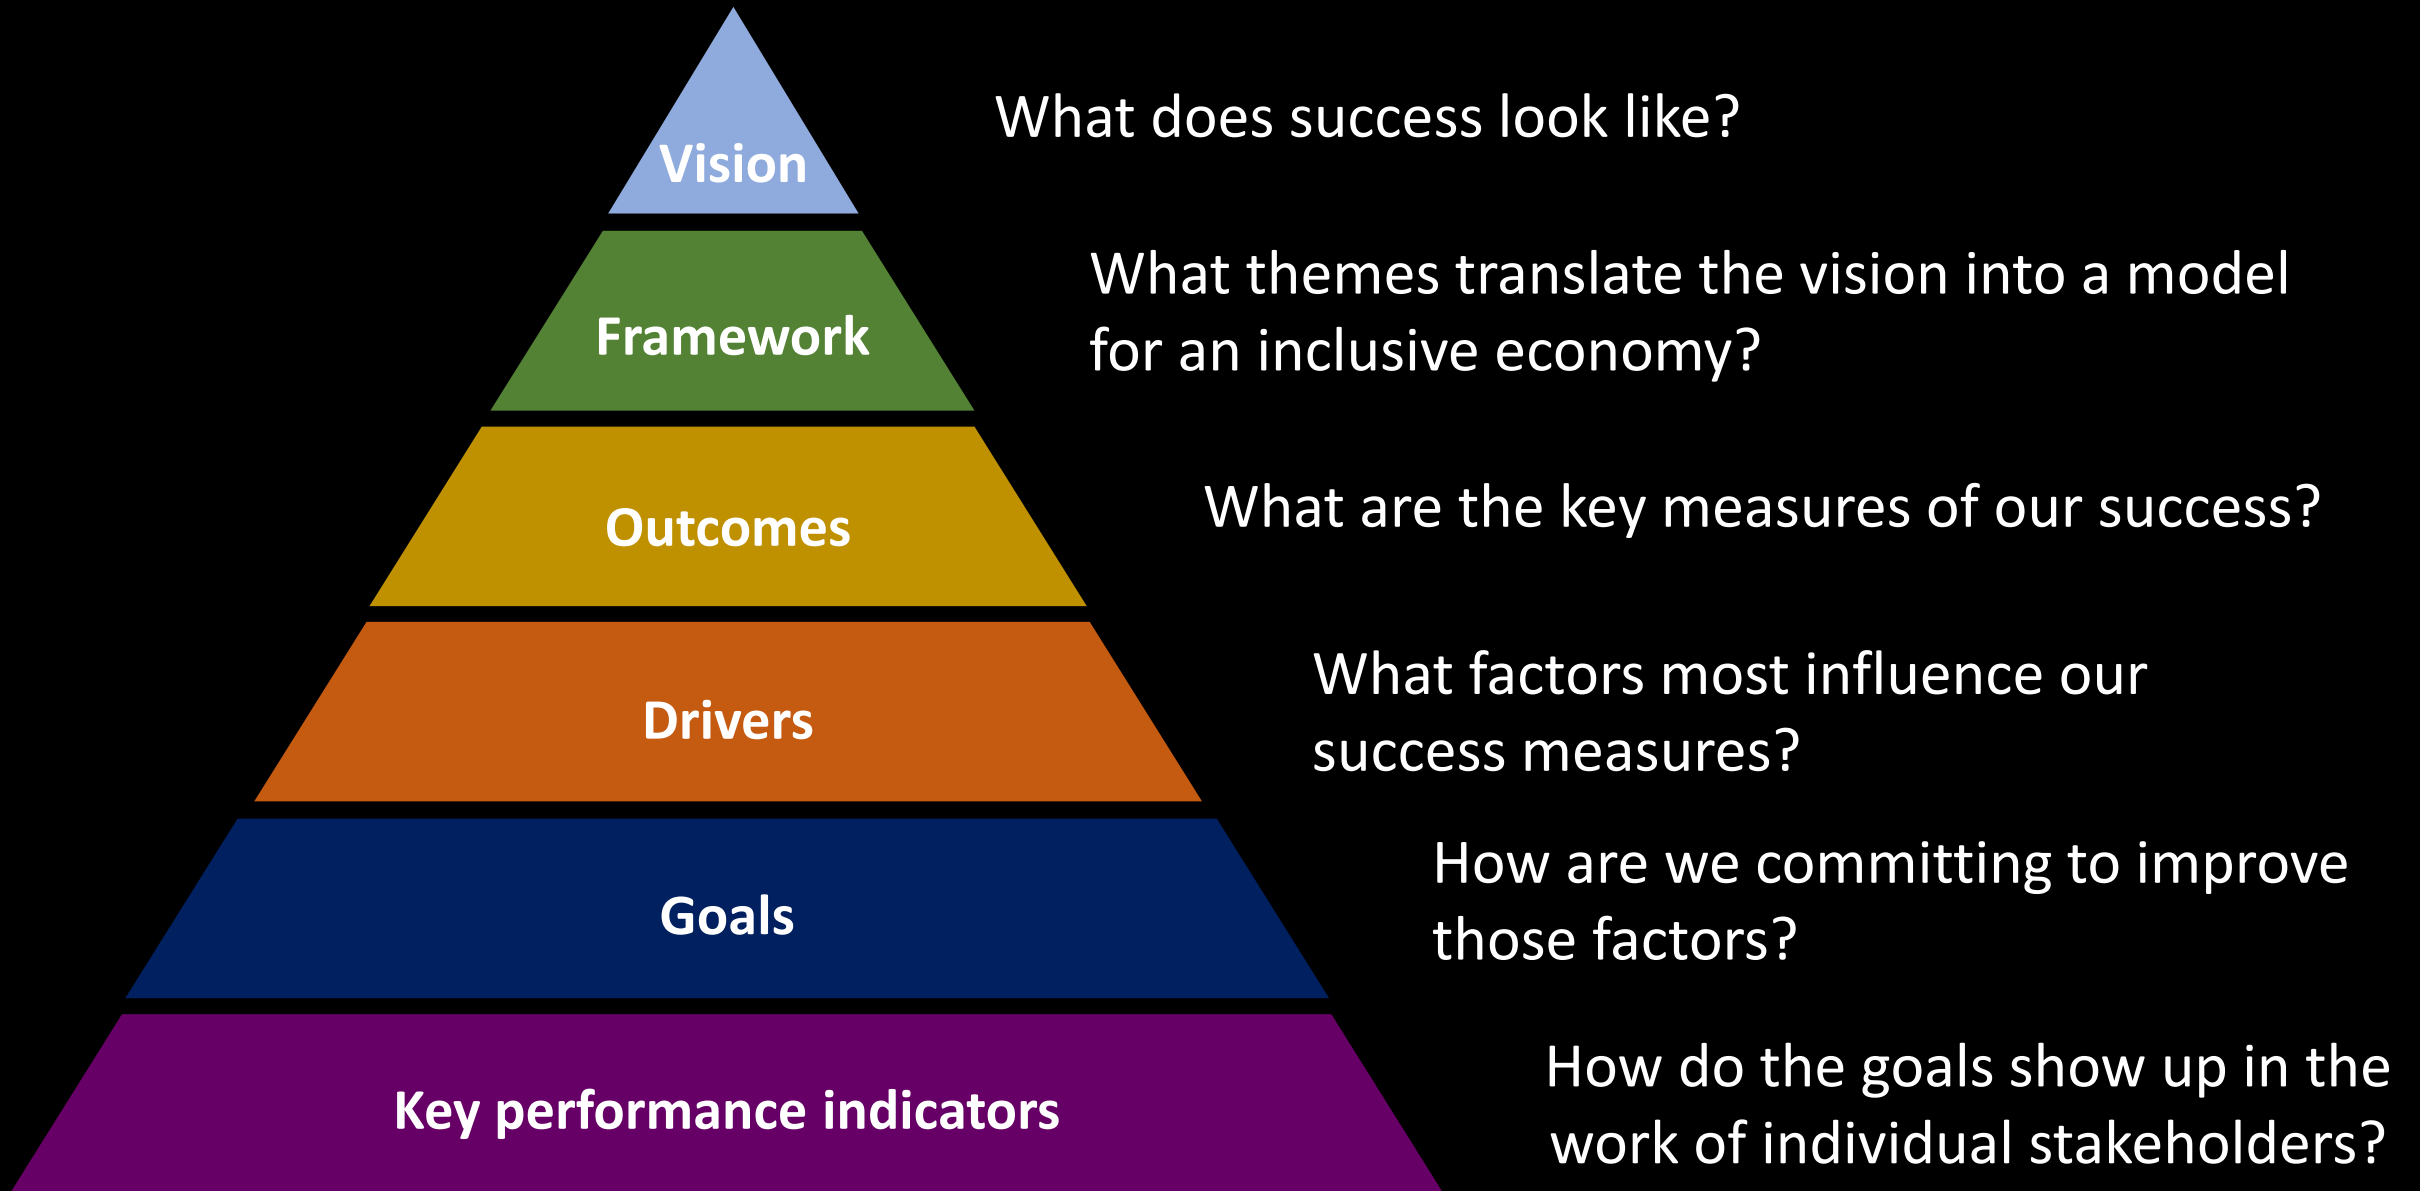 Vision
What does success look like?
Framework
What themes translate the vision into a model
for an inclusive economy?
Outcomes
What are the key measures of our success?
Drivers
What factors most influence our
success measures?
Goals
How are we committing to improve
those factors?
Key performance indicators
How do the goals show up in the
work of individual stakeholders?